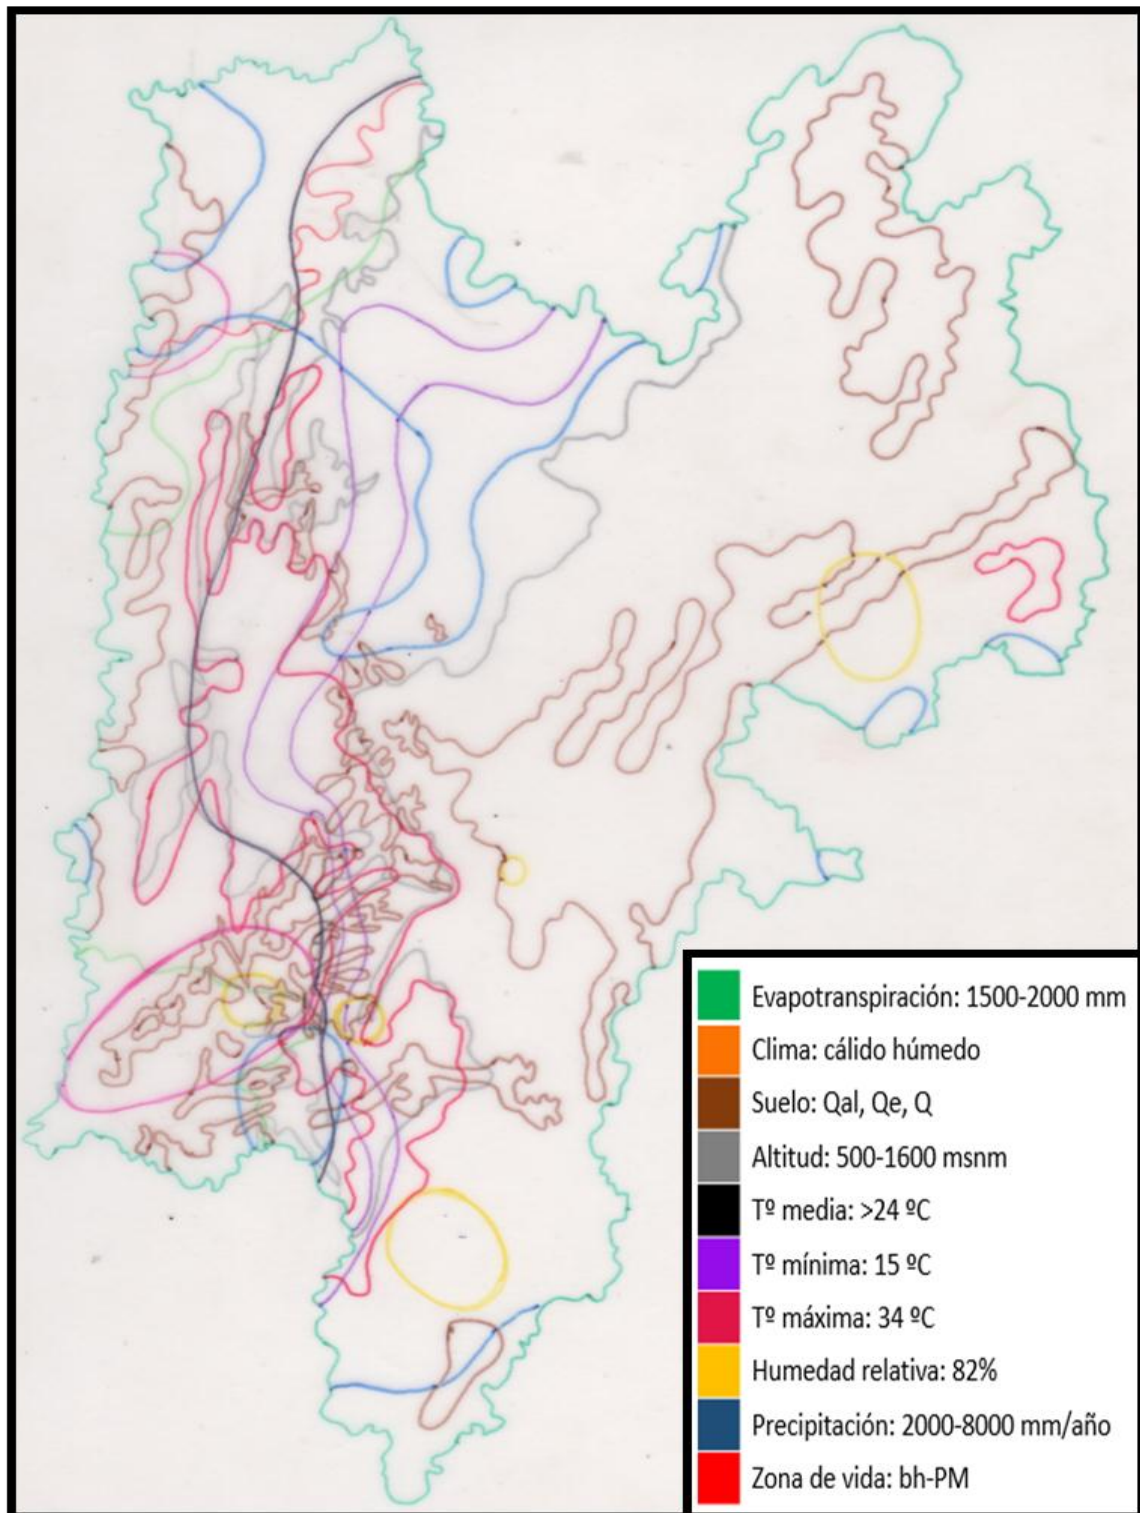 Evapotranspiración: 1500-2000 mm
Clima: cálido húmedo
Suelo: Qal, Qe, Q
Altitud: 500-1600 msnm
Tº media: >24 ºC
Tº mínima: 15 ºC
Tº máxima: 34 ºC
Humedad relativa: 82%
Precipitación: 2000-8000 mm/año
Zona de vida: bh-PM